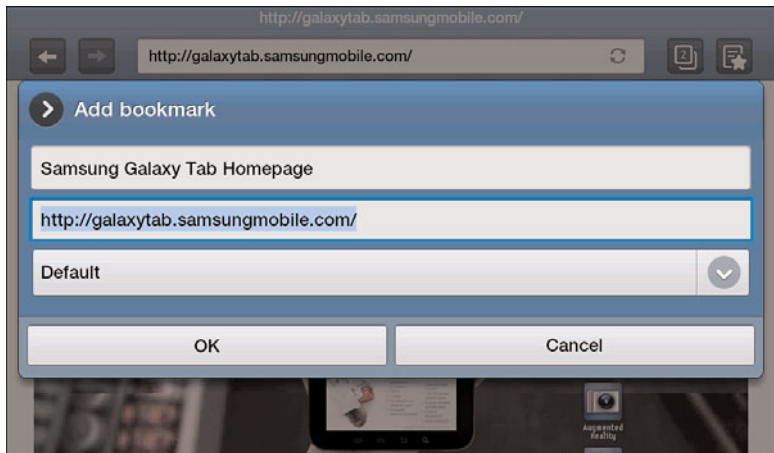 http://galaxytab.samsungmobile.com/
http://galaxytab.samsungmobile.com/
2
Add bookmark
Samsung Galaxy Tab Homepage
http://galaxytab.samsungmobile.com/
Default
OK
Cancel
Augmented
Reality